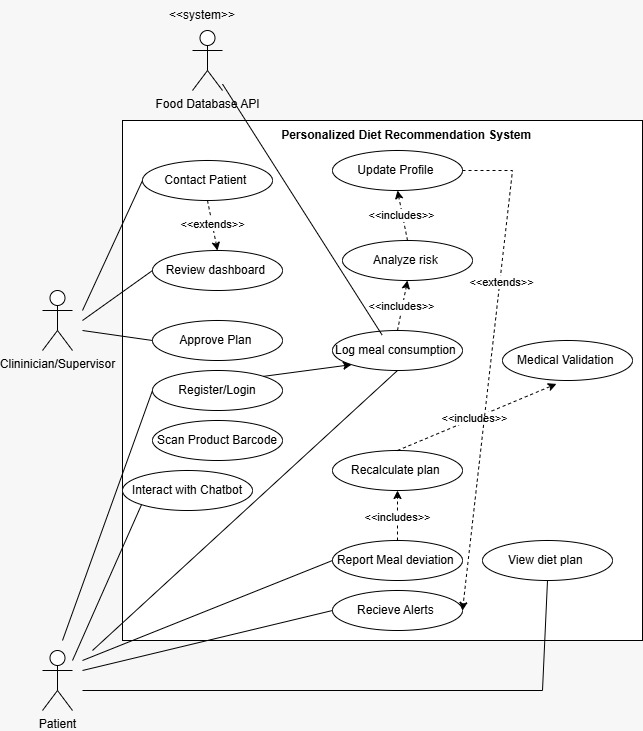 <<system>>
Food Database API
Personalized Diet Recommendation System
Contact Patient
Update Profile
<<extends>>
<<includes>>
Review dashboard
Analyze risk
<<extends>>
<<includes>>
Clininician/Supervisor
Approve Plan
Log meal consumption
Medical Validation
Register/Login
<<includes>>
Scan Product Barcode
Recalculate plan
Interact with Chatbot
<<includes>>
Report Meal deviation
View diet plan
Recieve Alerts
Patient